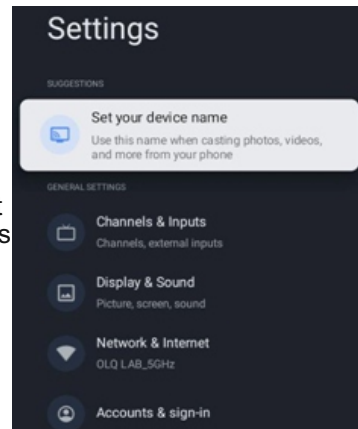 Settings
SUGGESTIONS
Set your device name
Use this name when casting photos, videos,
and more from your phone
GENERAL SETTINGS
Channels & Inputs
Channels, external inputs
Display & Sound
Picture, screen, sound
Network & Internet
OLQ LAB_5GHz
Accounts & sign-in